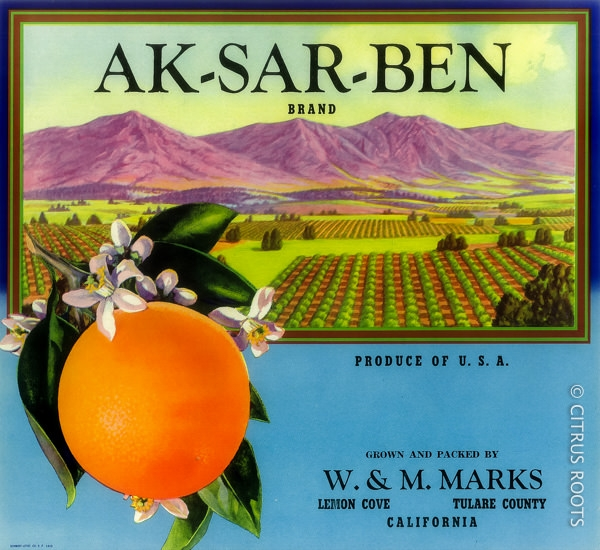 AK-SAR-BEN
BRAND
PRODUCE OF U. S. A.
GROWN AND PACKED BY
W. & M. MARKS
LEMON COVE TULARE COUNTY
CALIFORNIA
© CITRUS ROOTS